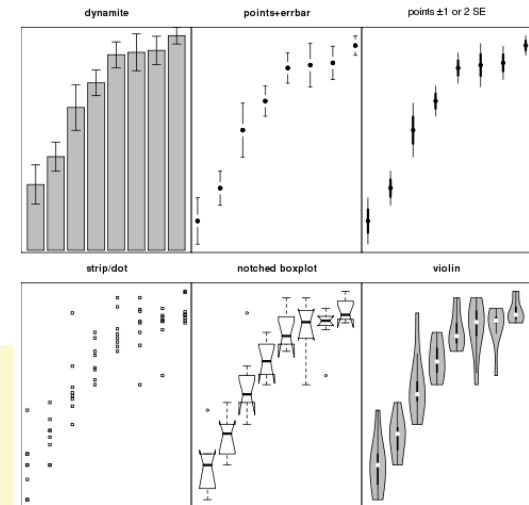 dynamite
points+errbar
points ±1 or 2 SE
strip/dot
notched boxplot
violin